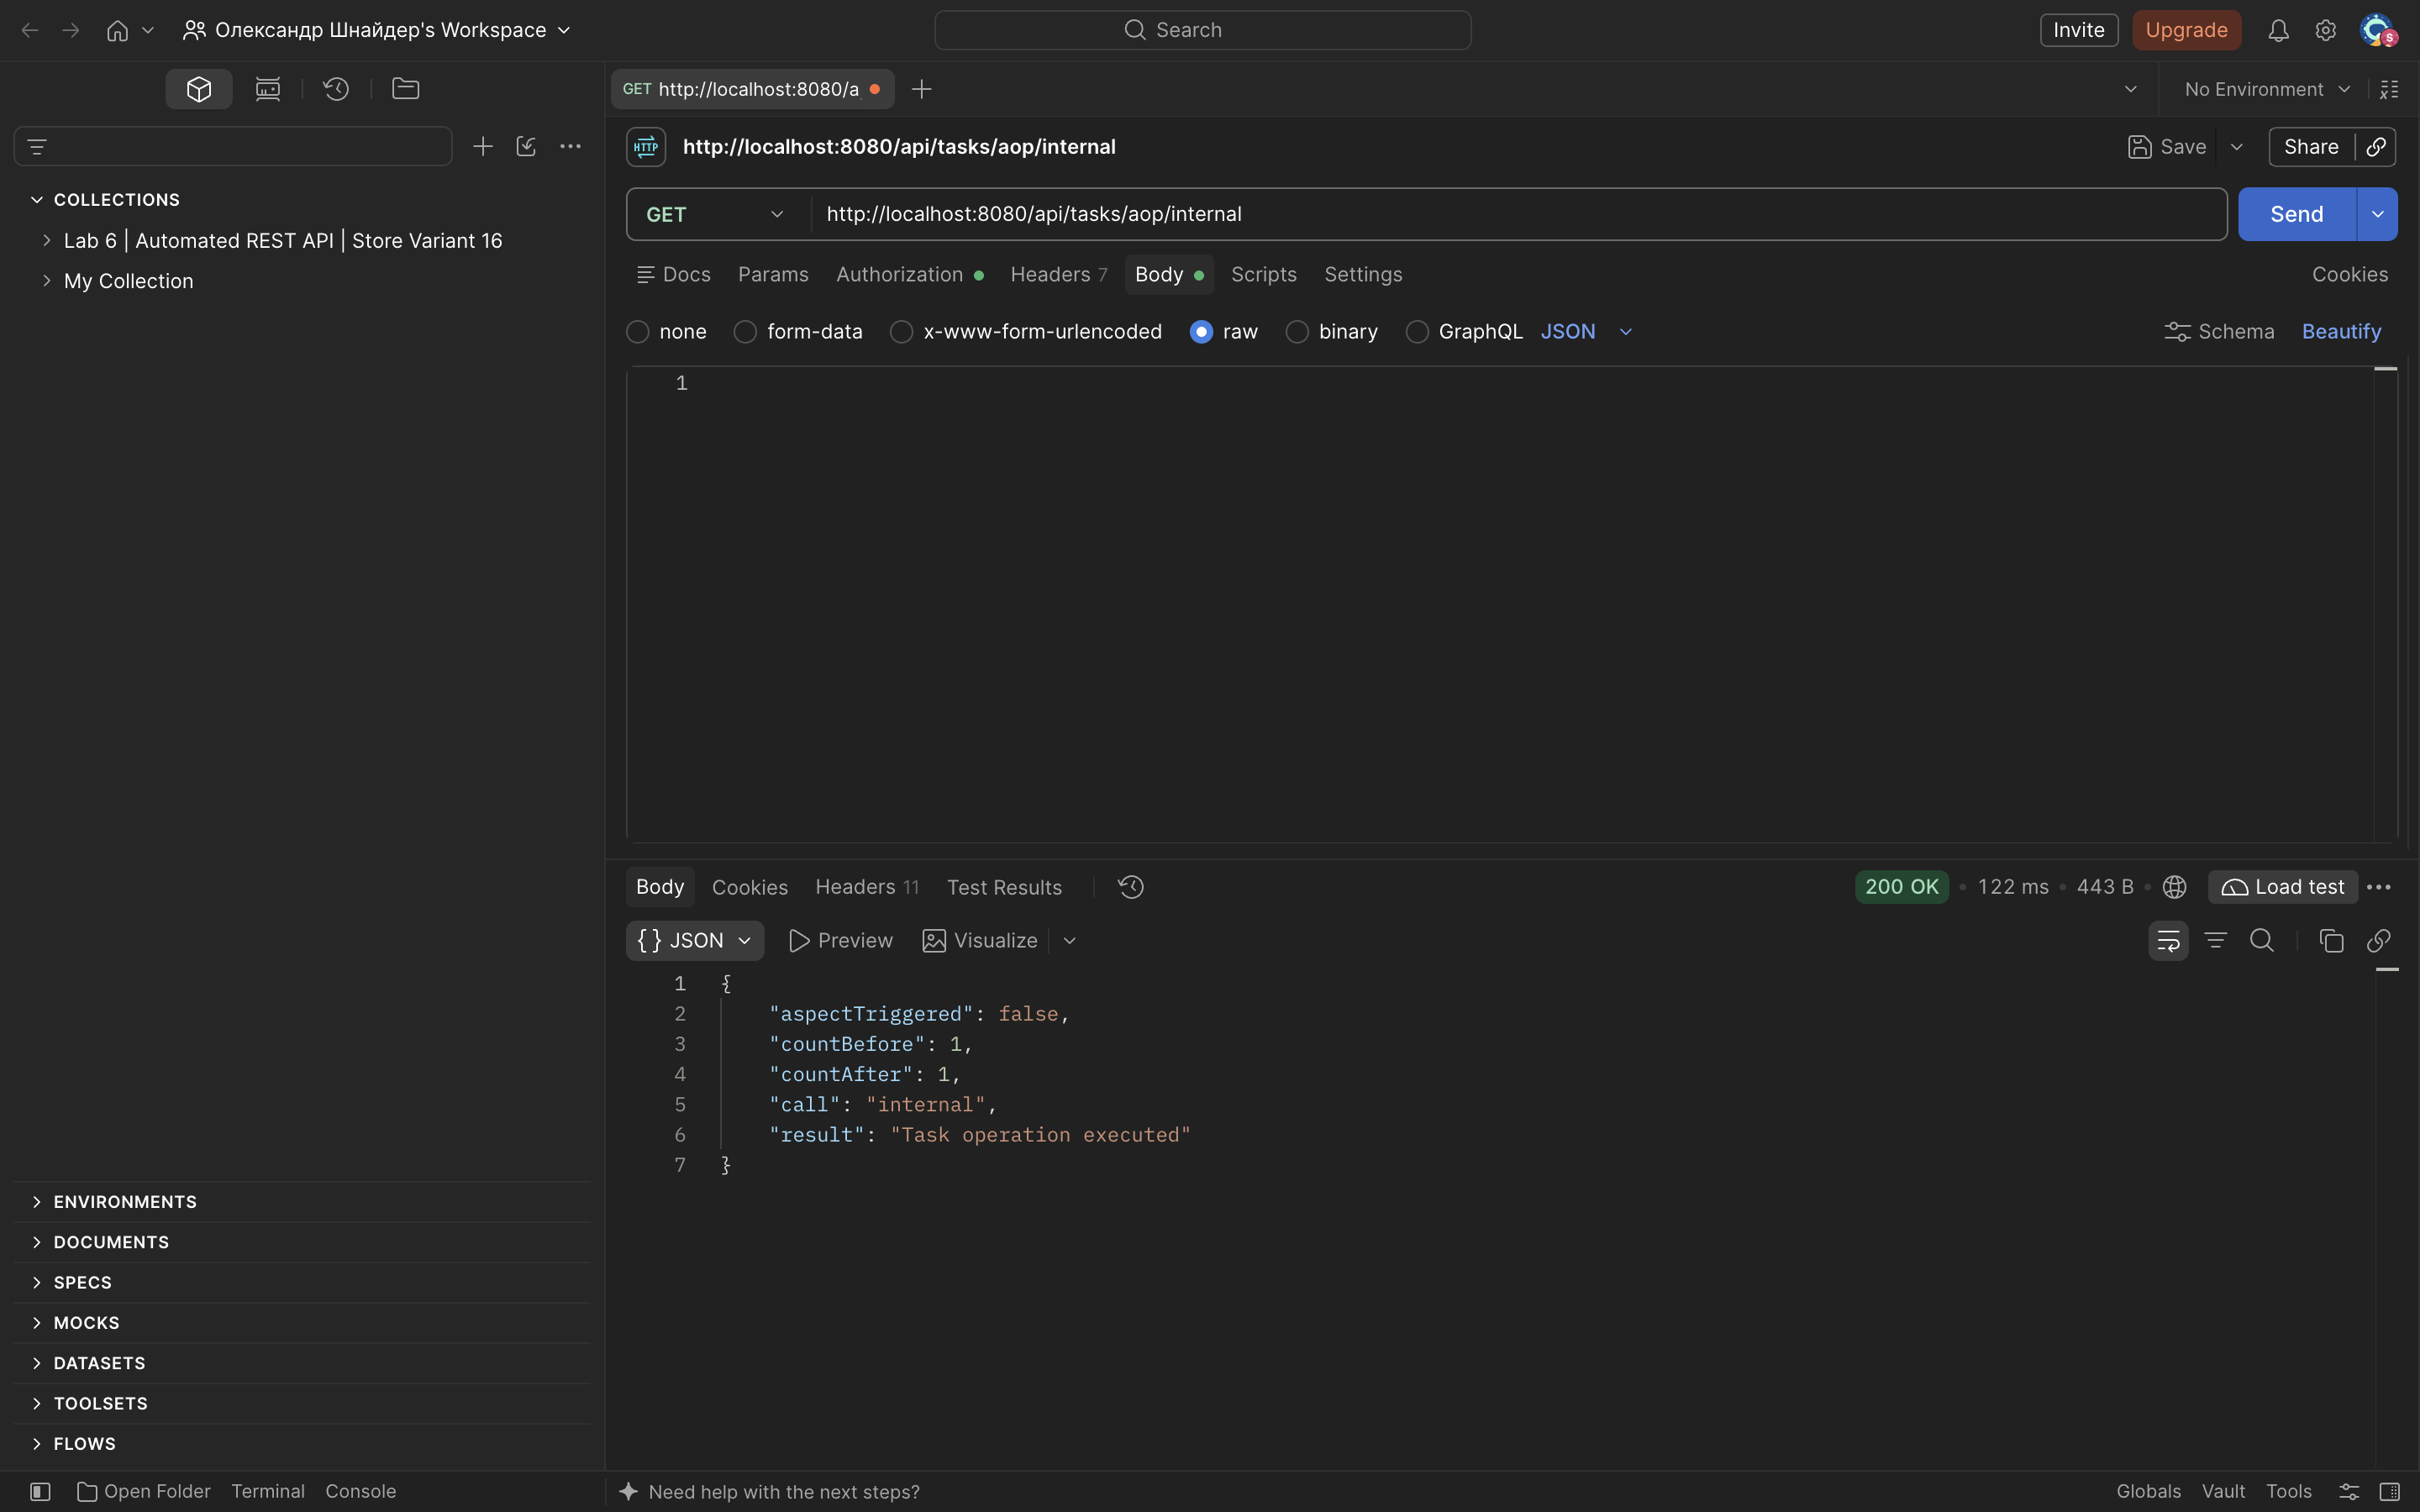 Олександр Шнайдер's Workspace
Search
Invite
Upgrade
S
GET http://localhost:8080/a
No Environment
COLLECTIONS
Lab 6 | Automated REST API | Store Variant 16
My Collection
ENVIRONMENTS
DOCUMENTS
SPECS
MOCKS
DATASETS
TOOLSETS
FLOWS
HTTP http://localhost:8080/api/tasks/aop/internal
Save
Share
GET http://localhost:8080/api/tasks/aop/internal
Send
Docs Params Authorization Headers 7 Body Scripts Settings
Cookies
none form-data x-www-form-urlencoded raw binary GraphQL JSON
Schema Beautify
1
Body Cookies Headers 11 Test Results
200 OK • 122 ms • 443 B •
Load test
{ } JSON Preview Visualize
1 {
2 "aspectTriggered": false,
3 "countBefore": 1,
4 "countAfter": 1,
5 "call": "internal",
6 "result": "Task operation executed"
7 }
Open Folder Terminal Console
Need help with the next steps?
Globals Vault Tools